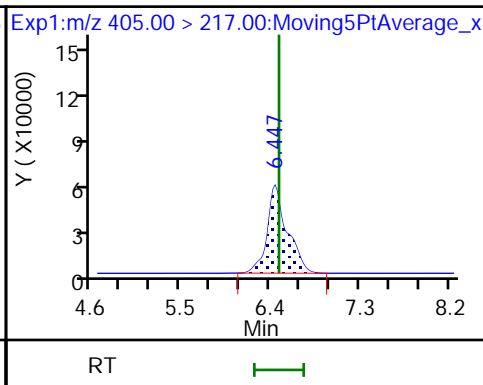 Exp1:m/z 405.00 > 217.00:Moving5PtAverage_x
Y ( X10000)
15
12
9
6
3
0
6.447
4.6 5.5 6.4 7.3 8.2
Min
RT